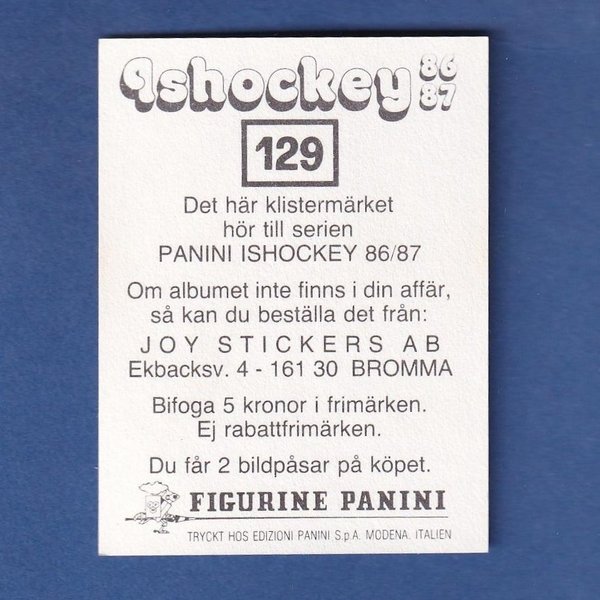 Ishockey 86
87
129
Det här klistermärket
hör till serien
PANINI ISHOCKEY 86/87
Om albumet inte finns i din affär,
så kan du beställa det från:
JOY STICKERS AB
Ekbacksv. 4 - 161 30 BROMMA
Bifoga 5 kronor i frimärken.
Ej rabattfrimärken.
Du får 2 bildpåsar på köpet.
FIGURINE PANINI
TRYCKT HOS EDIZIONI PANINI S.p.A. MODENA. ITALIEN